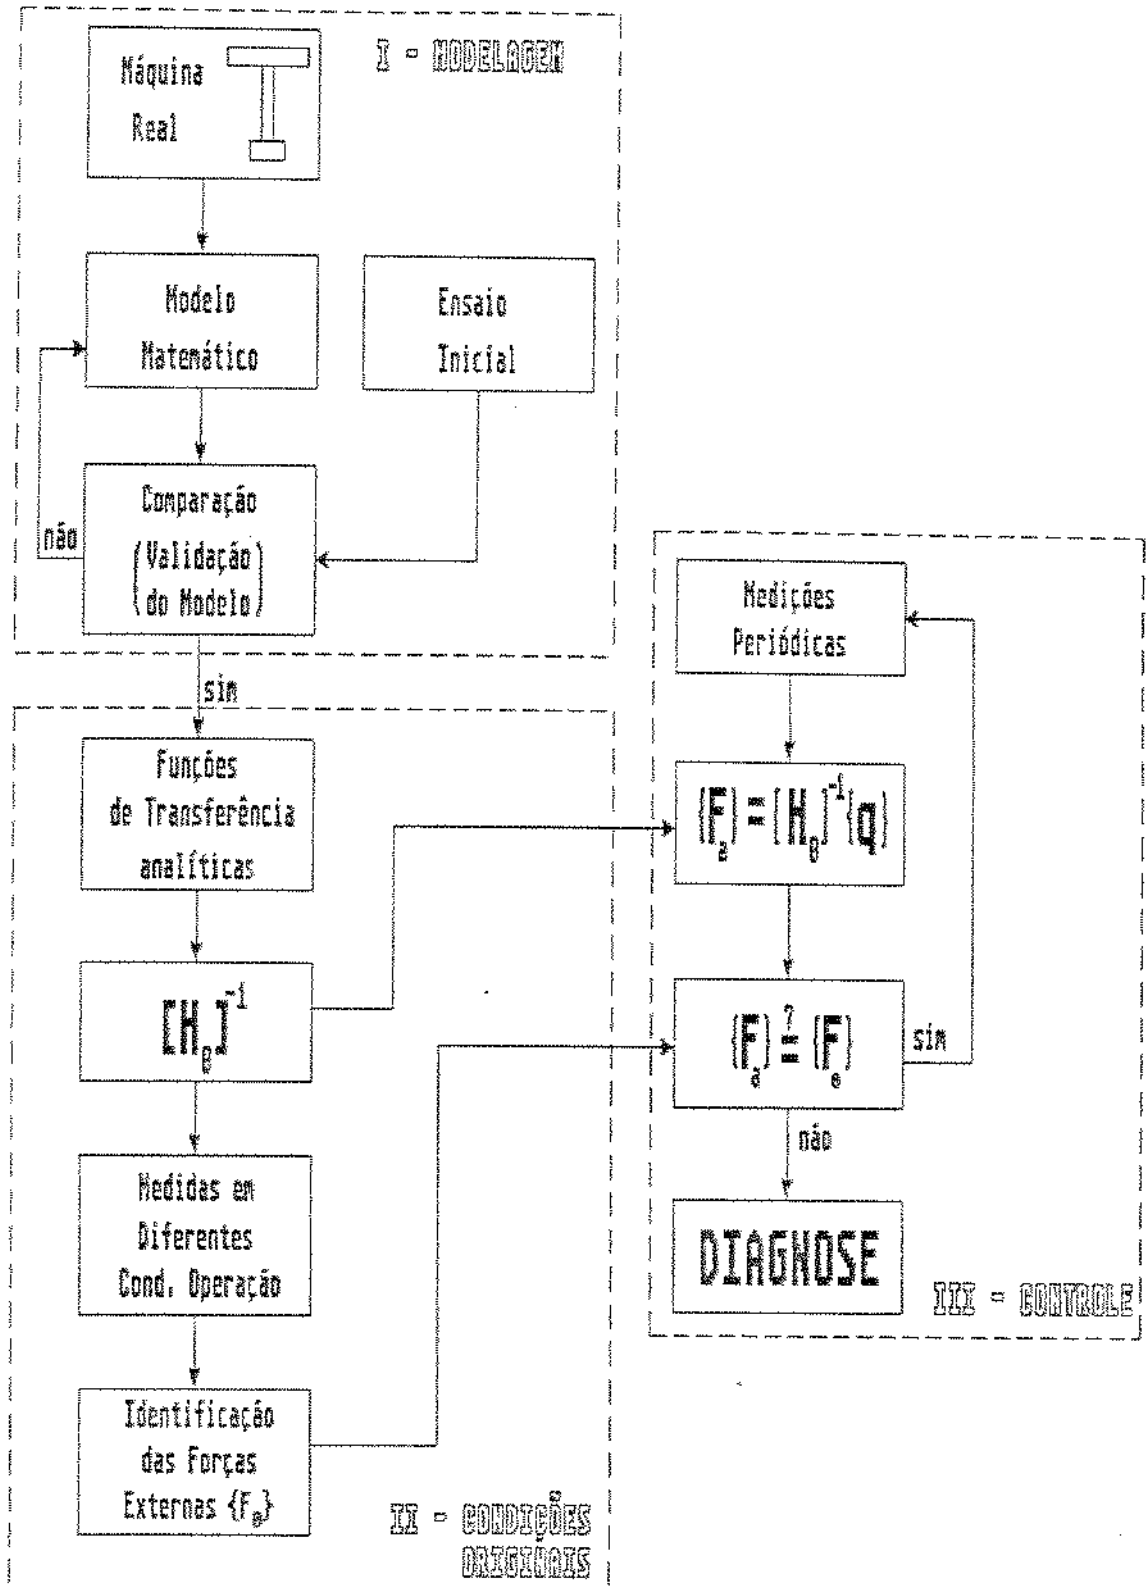 I - MODELAGEM
Máquina
Real
Modelo
Matemático
Ensaio
Inicial
não
Comparação
(Validação
do Modelo)
sim
Funções
de Transferência
analíticas
[H_θ]^-1
Medidas em
Diferentes
Cond. Operação
Identificação
das Forças
Externas {F_e}
II - CONDIÇÕES
ORIGINAIS
Medições
Periódicas
{F_a} = [H_θ]^-1 {q}
?
{F_a} = {F_e}
sim
não
DIAGNOSE
III - CONTROLE